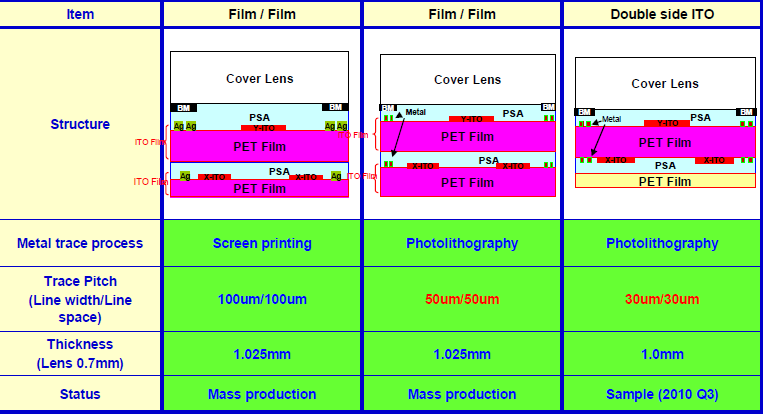 Item
Film / Film
Film / Film
Double side ITO
Structure
Cover Lens
BM
BM
PSA
Ag Ag
Y-ITO
Ag Ag
ITO Film
PET Film
PSA
Ag
X-ITO
X-ITO
Ag
ITO Film
PET Film
Cover Lens
BM
BM
Metal
PSA
Y-ITO
ITO Film
PET Film
PSA
X-ITO
X-ITO
ITO Film
PET Film
Cover Lens
BM
BM
Metal
PSA
Y-ITO
PET Film
X-ITO
X-ITO
PSA
PET Film
Metal trace process
Screen printing
Photolithography
Photolithography
Trace Pitch
(Line width/Line
space)
100um/100um
50um/50um
30um/30um
Thickness
(Lens 0.7mm)
1.025mm
1.025mm
1.0mm
Status
Mass production
Mass production
Sample (2010 Q3)